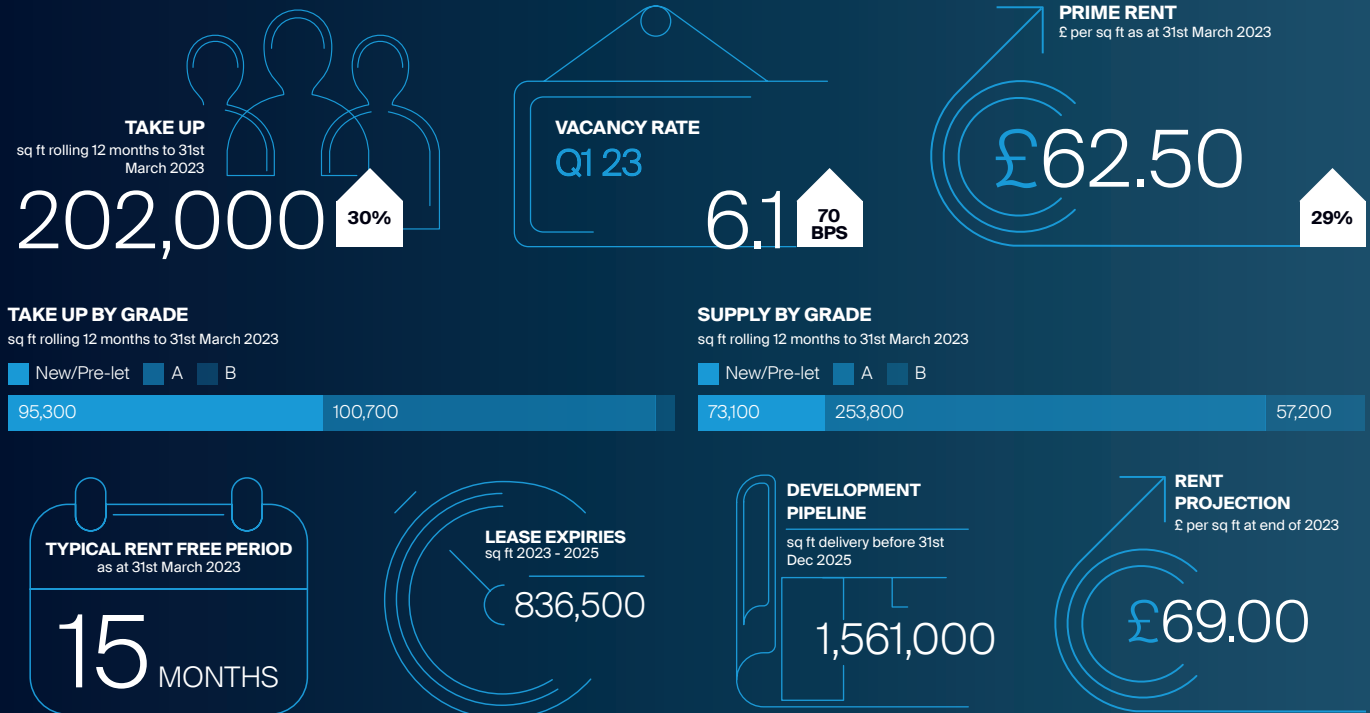 TAKE UP
sq ft rolling 12 months to 31st
March 2023
202,000
30%
VACANCY RATE
Q1 23
6.1
70
BPS
PRIME RENT
£ per sq ft as at 31st March 2023
£62.50
29%
TAKE UP BY GRADE
sq ft rolling 12 months to 31st March 2023
New/Pre-let A B
95,300 100,700
SUPPLY BY GRADE
sq ft rolling 12 months to 31st March 2023
New/Pre-let A B
73,100 253,800 57,200
TYPICAL RENT FREE PERIOD
as at 31st March 2023
15 MONTHS
LEASE EXPIRIES
sq ft 2023 - 2025
836,500
DEVELOPMENT
PIPELINE
sq ft delivery before 31st
Dec 2025
1,561,000
RENT
PROJECTION
£ per sq ft at end of 2023
£69.00